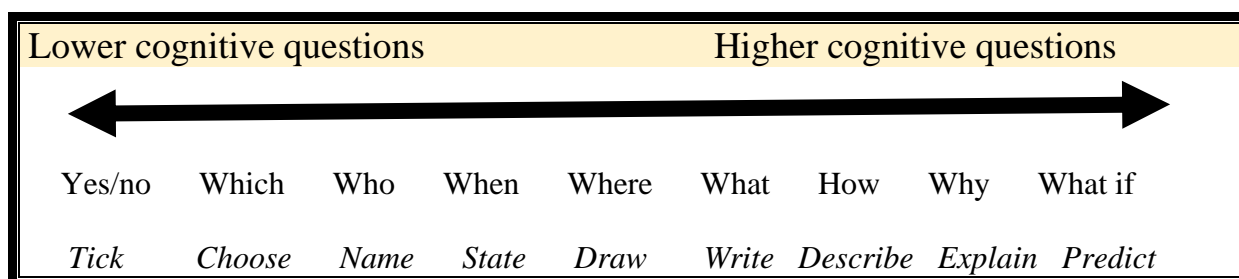 Lower cognitive questions Higher cognitive questions
Yes/no Which Who When Where What How Why What if
Tick Choose Name State Draw Write Describe Explain Predict